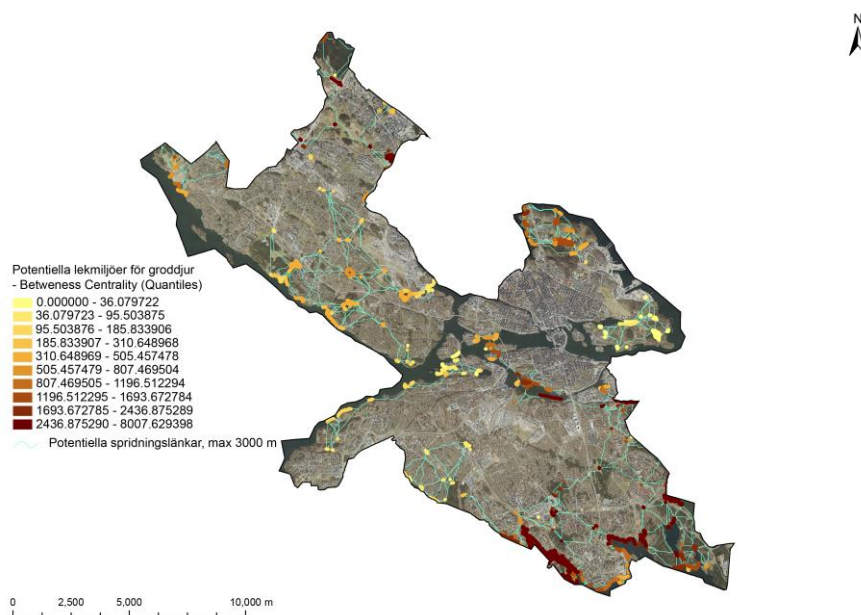 N
Potentiella lekmiljöer för groddjur
- Betweness Centrality (Quantiles)
0.000000 - 36.079722
36.079723 - 95.503875
95.503876 - 185.833906
185.833907 - 310.648968
310.648969 - 505.457478
505.457479 - 807.469504
807.469505 - 1196.512294
1196.512295 - 1693.672784
1693.672785 - 2436.875289
2436.875290 - 8007.629398
Potentiella spridningslänkar, max 3000 m
0 2,500 5,000 10,000 m